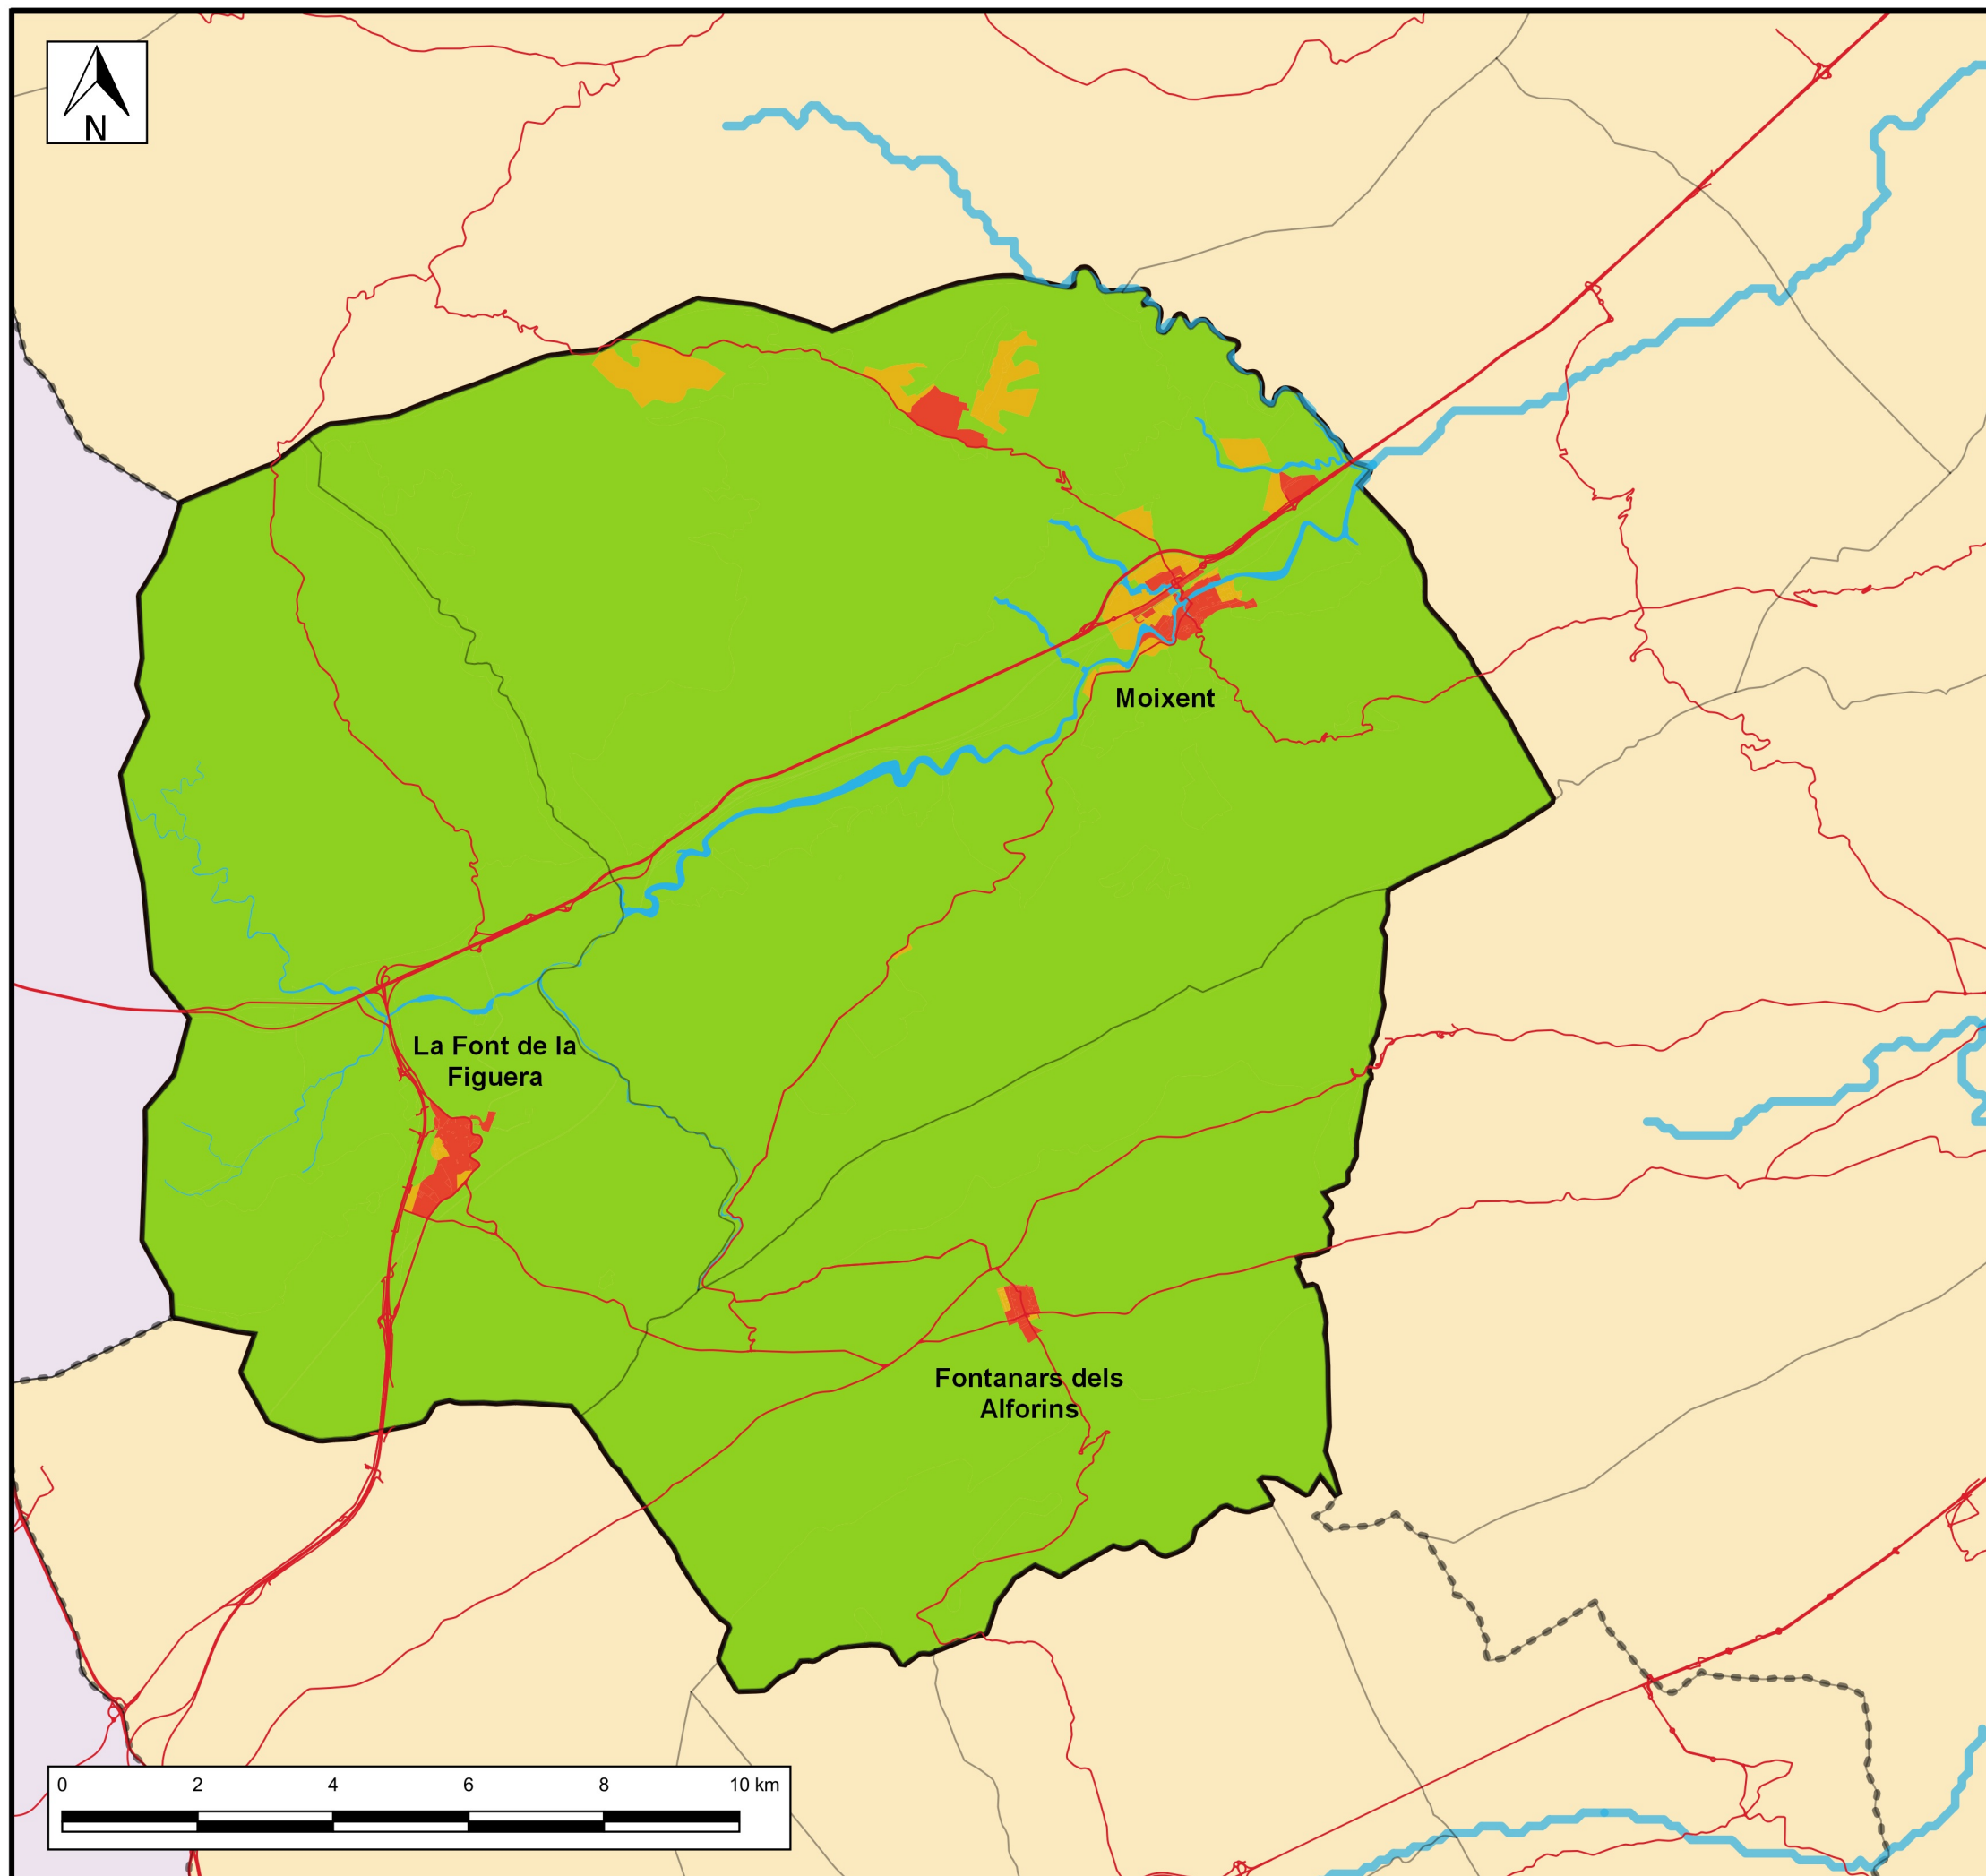 N
Moixent
La Font de la
Figuera
Fontanars dels
Alforins
0 2 4 6 8 10 km